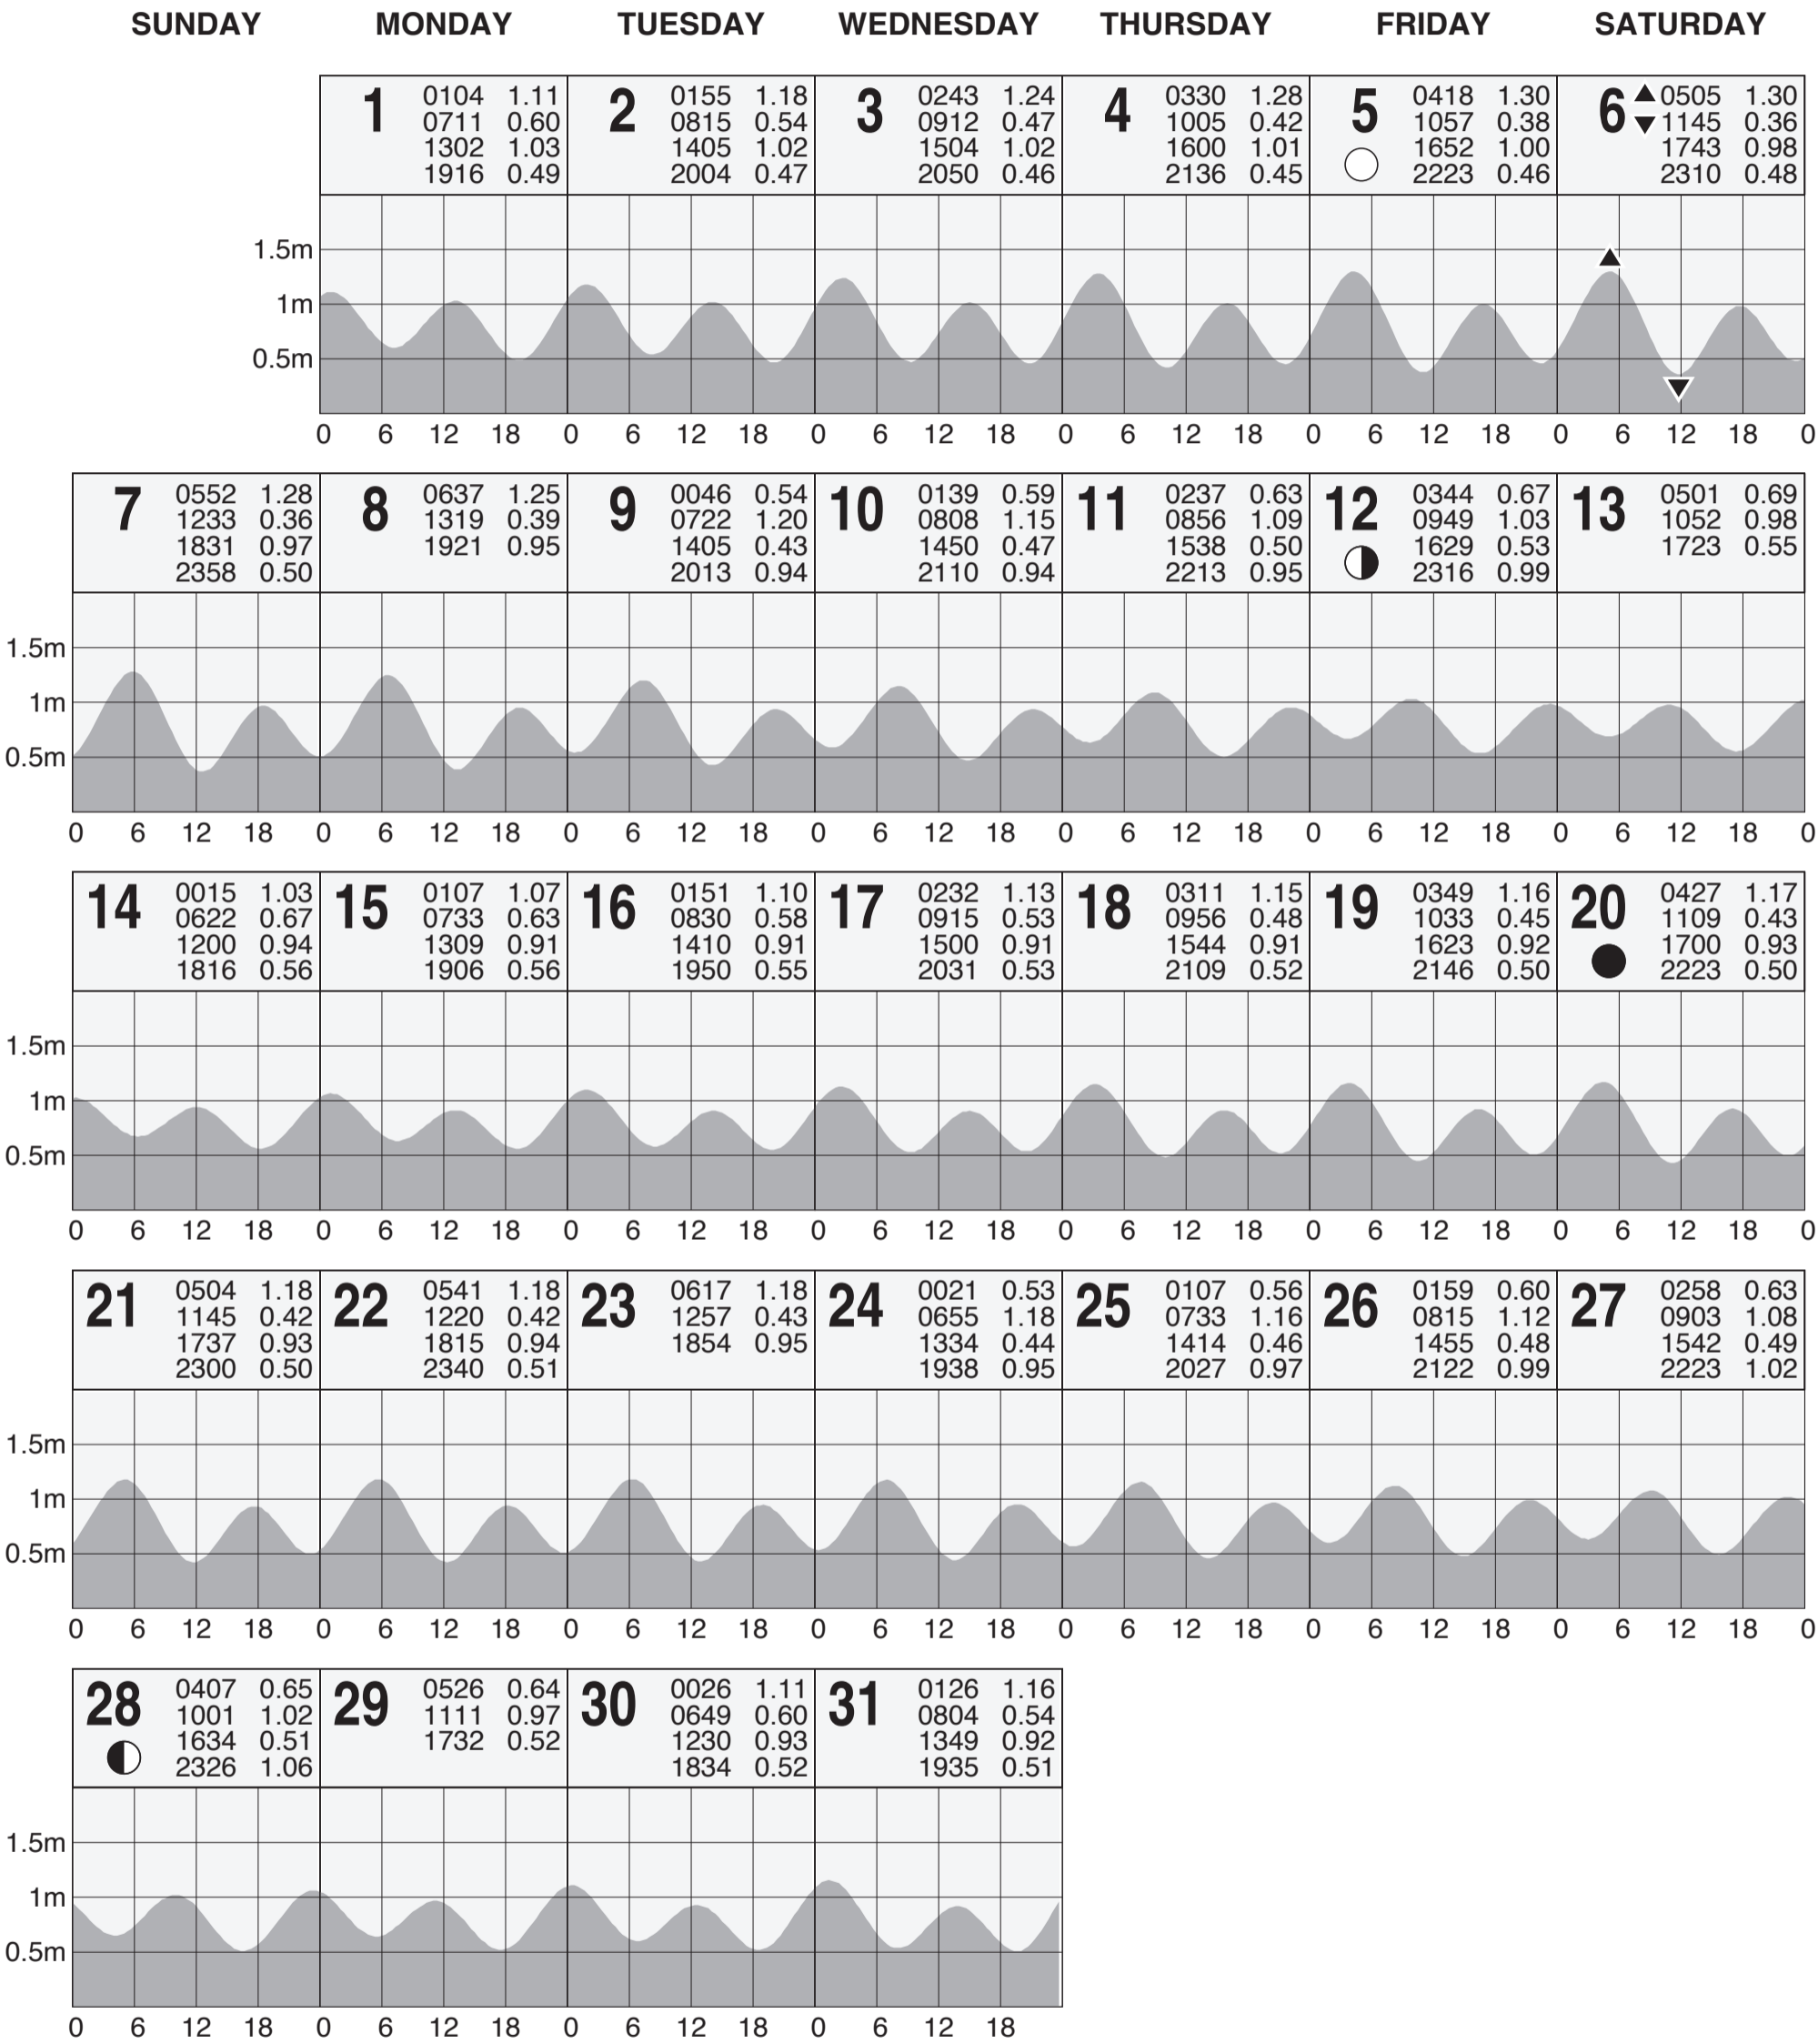 SUNDAY MONDAY TUESDAY WEDNESDAY THURSDAY FRIDAY SATURDAY
1 0104 1.11 2 0155 1.18 3 0243 1.24 4 0330 1.28 5 0418 1.30 6 0505 1.30
0711 0.60 0815 0.54 0912 0.47 1005 0.42 1057 0.38 1145 0.36
1302 1.03 1405 1.02 1504 1.02 1600 1.01 1652 1.00 1743 0.98
1916 0.49 2004 0.47 2050 0.46 2136 0.45 2223 0.46 2310 0.48
1.5m
1m
0.5m
0 6 12 18 0 6 12 18 0 6 12 18 0 6 12 18 0 6 12 18 0 6 12 18 0
7 0552 1.28 8 0637 1.25 9 0046 0.54 10 0139 0.59 11 0237 0.63 12 0344 0.67 13 0501 0.69
1233 0.36 1319 0.39 0722 1.20 0808 1.15 0856 1.09 0949 1.03 1052 0.98
1831 0.97 1921 0.95 1405 0.43 1450 0.47 1538 0.50 1629 0.53 1723 0.55
2358 0.50 2013 0.94 2110 0.94 2213 0.95 2316 0.99
1.5m
1m
0.5m
0 6 12 18 0 6 12 18 0 6 12 18 0 6 12 18 0 6 12 18 0 6 12 18 0 6 12 18 0
14 0015 1.03 15 0107 1.07 16 0151 1.10 17 0232 1.13 18 0311 1.15 19 0349 1.16 20 0427 1.17
0622 0.67 0733 0.63 0830 0.58 0915 0.53 0956 0.48 1033 0.45 1109 0.43
1200 0.94 1309 0.91 1410 0.91 1500 0.91 1544 0.91 1623 0.92 1700 0.93
1816 0.56 1906 0.56 1950 0.55 2031 0.53 2109 0.52 2146 0.50 2223 0.50
1.5m
1m
0.5m
0 6 12 18 0 6 12 18 0 6 12 18 0 6 12 18 0 6 12 18 0 6 12 18 0 6 12 18 0
21 0504 1.18 22 0541 1.18 23 0617 1.18 24 0021 0.53 25 0107 0.56 26 0159 0.60 27 0258 0.63
1145 0.42 1220 0.42 1257 0.43 0655 1.18 0733 1.16 0815 1.12 0903 1.08
1737 0.93 1815 0.94 1854 0.95 1334 0.44 1414 0.46 1455 0.48 1542 0.49
2300 0.50 2340 0.51 1938 0.95 2027 0.97 2122 0.99 2223 1.02
1.5m
1m
0.5m
0 6 12 18 0 6 12 18 0 6 12 18 0 6 12 18 0 6 12 18 0 6 12 18 0 6 12 18 0
28 0407 0.65 29 0526 0.64 30 0026 1.11 31 0126 1.16
1001 1.02 1111 0.97 0649 0.60 0804 0.54
1634 0.51 1732 0.52 1230 0.93 1349 0.92
2326 1.06 1834 0.52 1935 0.51
1.5m
1m
0.5m
0 6 12 18 0 6 12 18 0 6 12 18 0 6 12 18